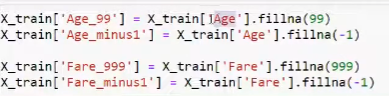 X_train['Age_99'] = X_train['Age'].fillna(99)
X_train['Age_minus1'] = X_train['Age'].fillna(-1)
X_train['Fare_999'] = X_train['Fare'].fillna(999)
X_train['Fare_minus1'] = X_train['Fare'].fillna(-1)